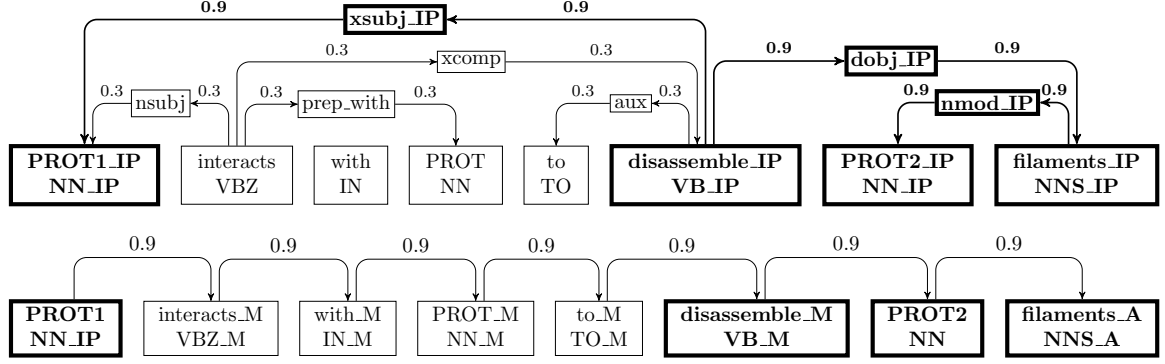 0.9 xsubj_IP 0.9
0.3 xcomp 0.3 0.9 dobj_IP 0.9
0.3 nsubj 0.3 0.3 prep_with 0.3 0.3 aux 0.3 0.9 nmod_IP 0.9
PROT1_IP interacts with PROT to disassemble_IP PROT2_IP filaments_IP
NN_IP VBZ IN NN TO VB_IP NN_IP NNS_IP
0.9 0.9 0.9 0.9 0.9 0.9 0.9
PROT1 interacts_M with_M PROT_M to_M disassemble_M PROT2 filaments_A
NN_IP VBZ_M IN_M NN_M TO_M VB_M NN NNS_A